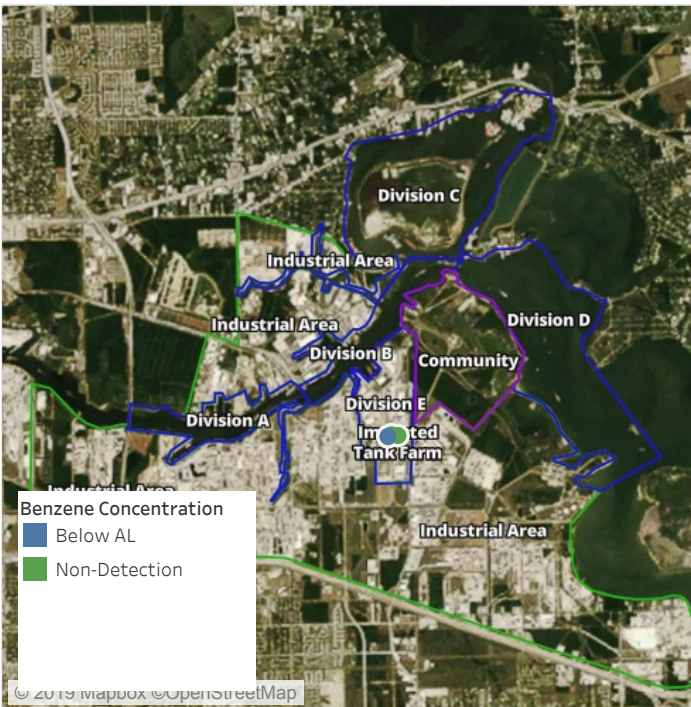 Division C
Industrial Area
Division D
Industrial Area
Division B
Community
Division E
Division A
Tank Farm
Industrial Area
Benzene Concentration
Below AL
Non-Detection
Industrial Area
© 2019 Mapbox ©OpenStreetMap